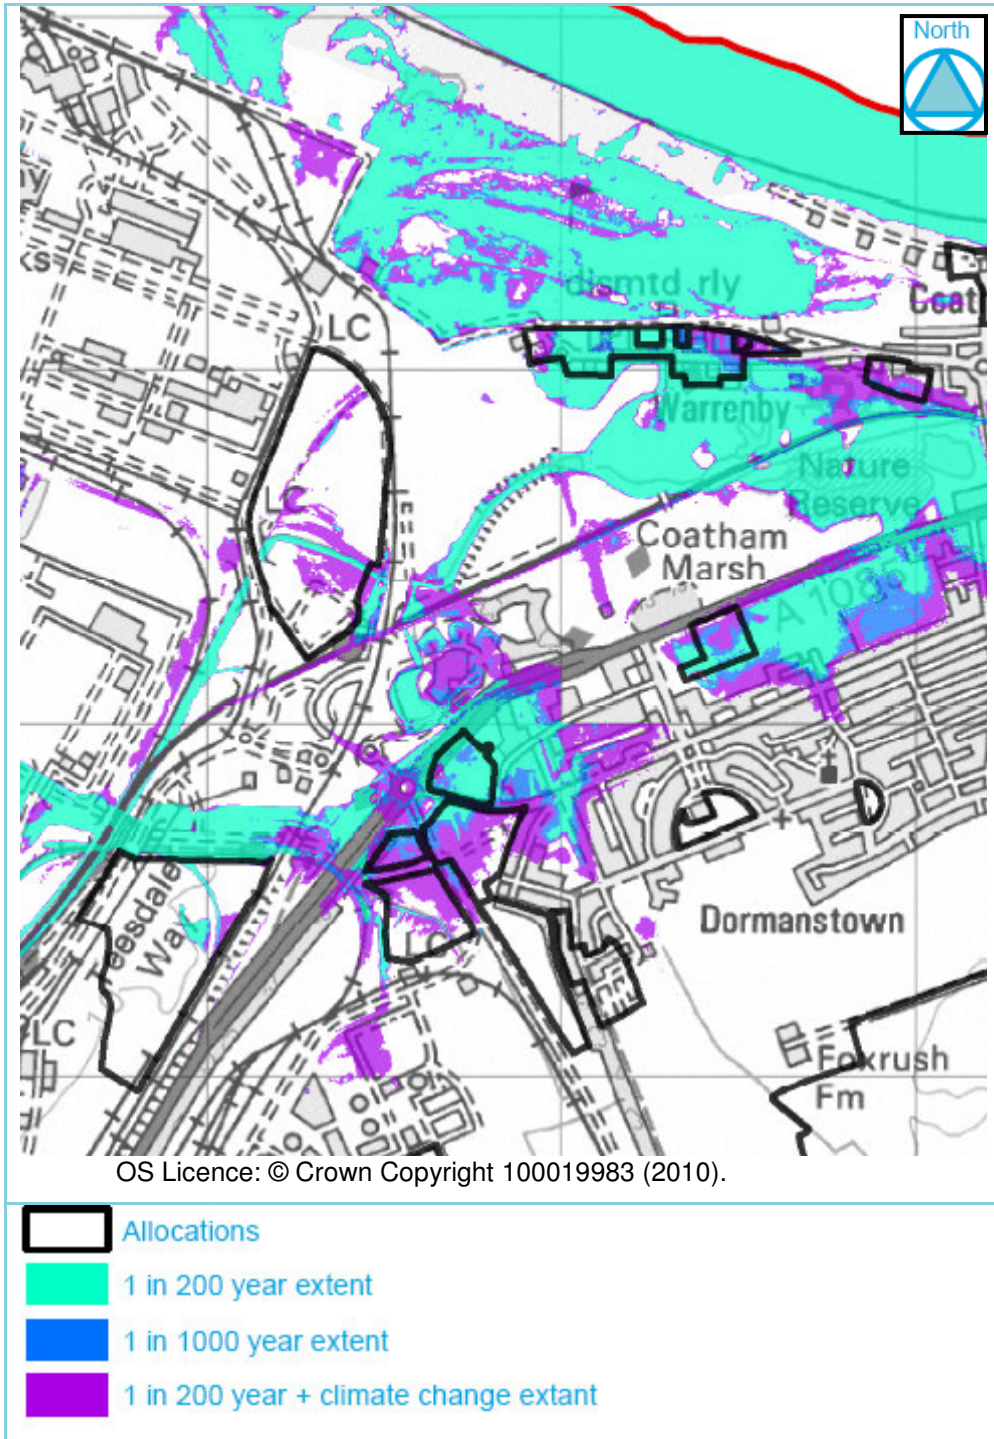 North
ks
LC
dismtd rly
Coat
Warrenby
LC
Nature
Reserve
Coatham
Marsh
A 1085
Teesdale
Way
Dormanstown
LC
LC
Foxrush
Fm
OS Licence: © Crown Copyright 100019983 (2010).
Allocations
1 in 200 year extent
1 in 1000 year extent
1 in 200 year + climate change extant